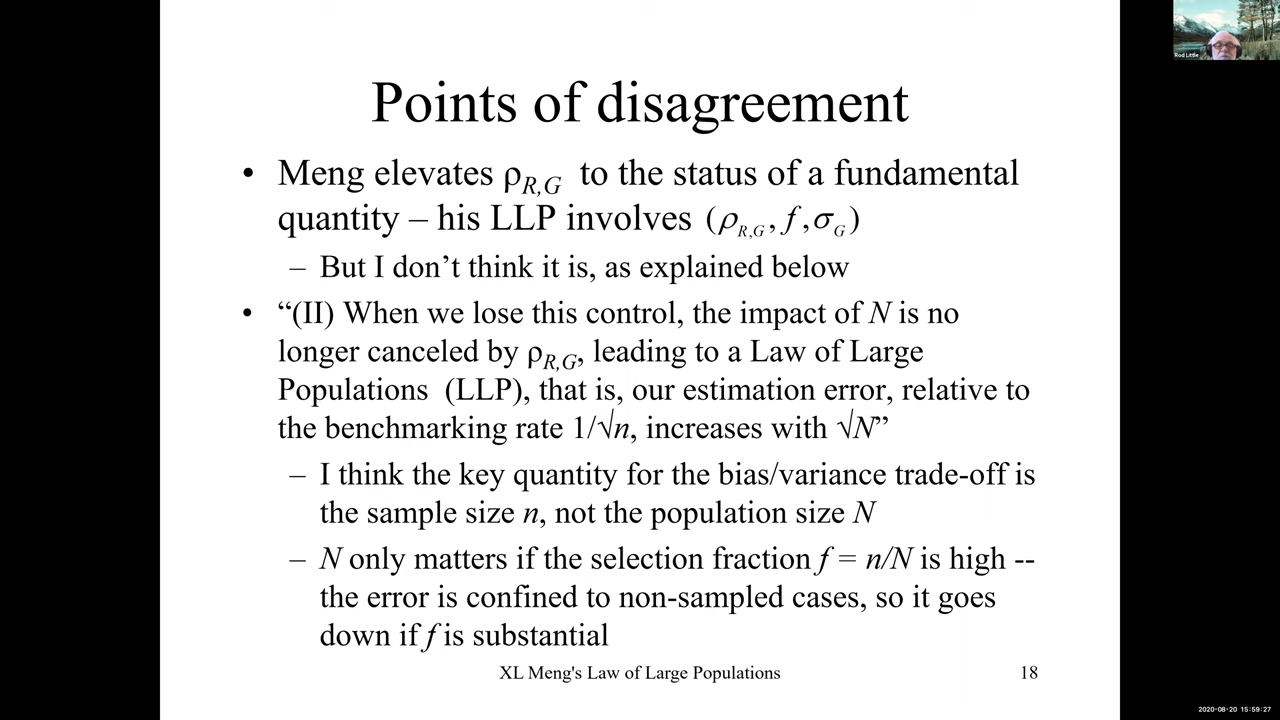 Rod Little
Points of disagreement
• Meng elevates ρR,G to the status of a fundamental
quantity – his LLP involves (ρR,G, f, σG)
– But I don’t think it is, as explained below
• “(II) When we lose this control, the impact of N is no
longer canceled by ρR,G, leading to a Law of Large
Populations (LLP), that is, our estimation error, relative to
the benchmarking rate 1/√n, increases with √N”
– I think the key quantity for the bias/variance trade-off is
the sample size n, not the population size N
– N only matters if the selection fraction f = n/N is high --
the error is confined to non-sampled cases, so it goes
down if f is substantial
XL Meng's Law of Large Populations 18
2020-08-20 15:59:27